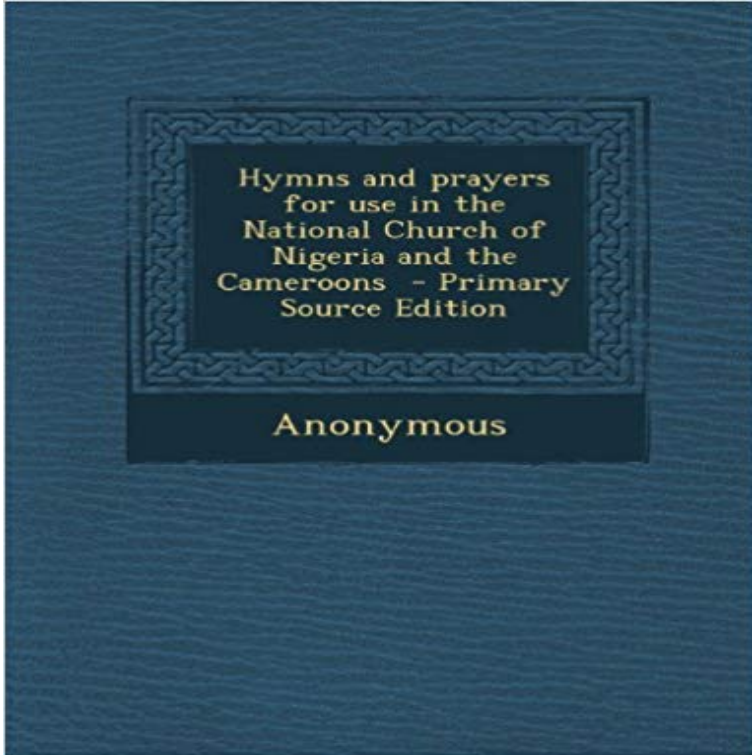 Hymns and prayers
for use in the
National Church of
Nigeria and the
Cameroons - Primary
Source Edition
Anonymous